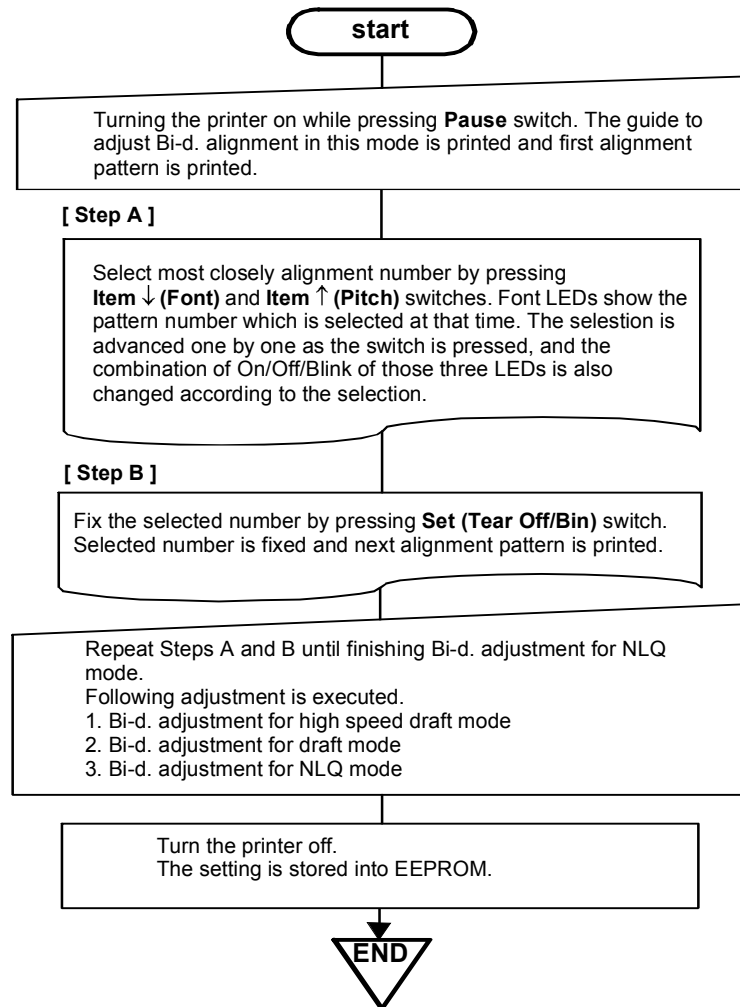 start
Turning the printer on while pressing Pause switch. The guide to
adjust Bi-d. alignment in this mode is printed and first alignment
pattern is printed.
[ Step A ]
Select most closely alignment number by pressing
Item ↓ (Font) and Item ↑ (Pitch) switches. Font LEDs show the
pattern number which is selected at that time. The selestion is
advanced one by one as the switch is pressed, and the
combination of On/Off/Blink of those three LEDs is also
changed according to the selection.
[ Step B ]
Fix the selected number by pressing Set (Tear Off/Bin) switch.
Selected number is fixed and next alignment pattern is printed.
Repeat Steps A and B until finishing Bi-d. adjustment for NLQ
mode.
Following adjustment is executed.
1. Bi-d. adjustment for high speed draft mode
2. Bi-d. adjustment for draft mode
3. Bi-d. adjustment for NLQ mode
Turn the printer off.
The setting is stored into EEPROM.
END